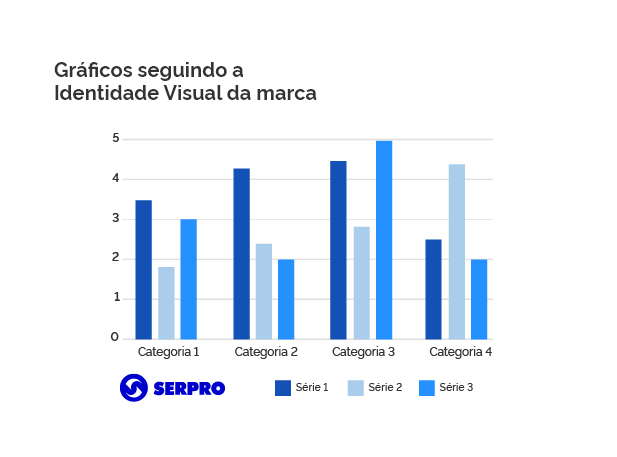 Gráficos seguindo a
Identidade Visual da marca
5
4
3
2
1
0
Categoria 1 Categoria 2 Categoria 3 Categoria 4
SERPRO Série 1 Série 2 Série 3